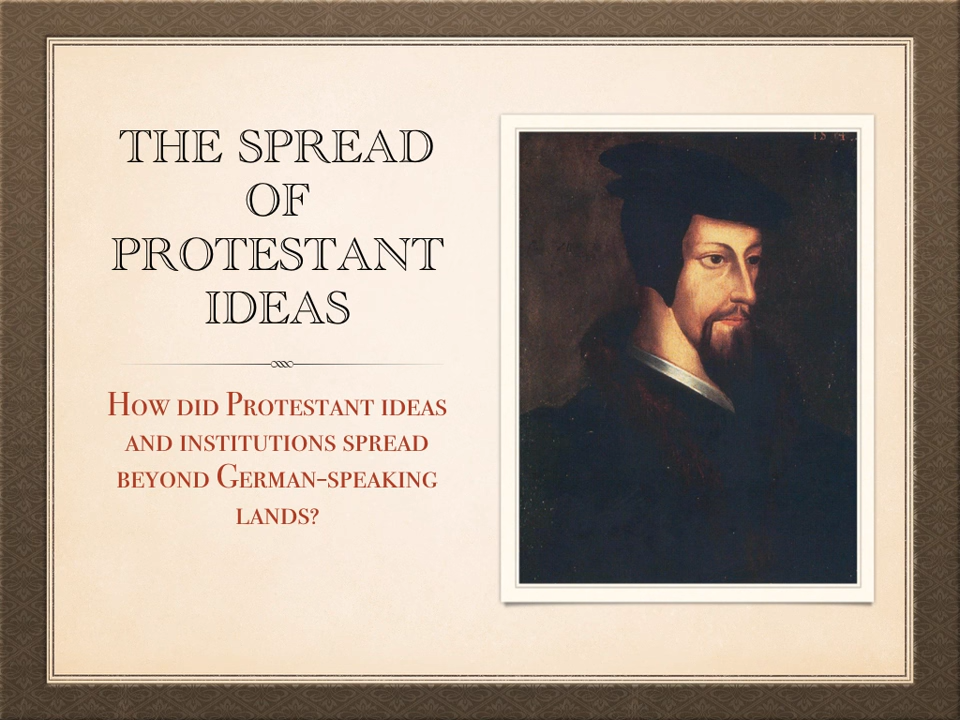 THE SPREAD
OF
PROTESTANT
IDEAS
How did Protestant ideas
and institutions spread
beyond German-speaking
lands?